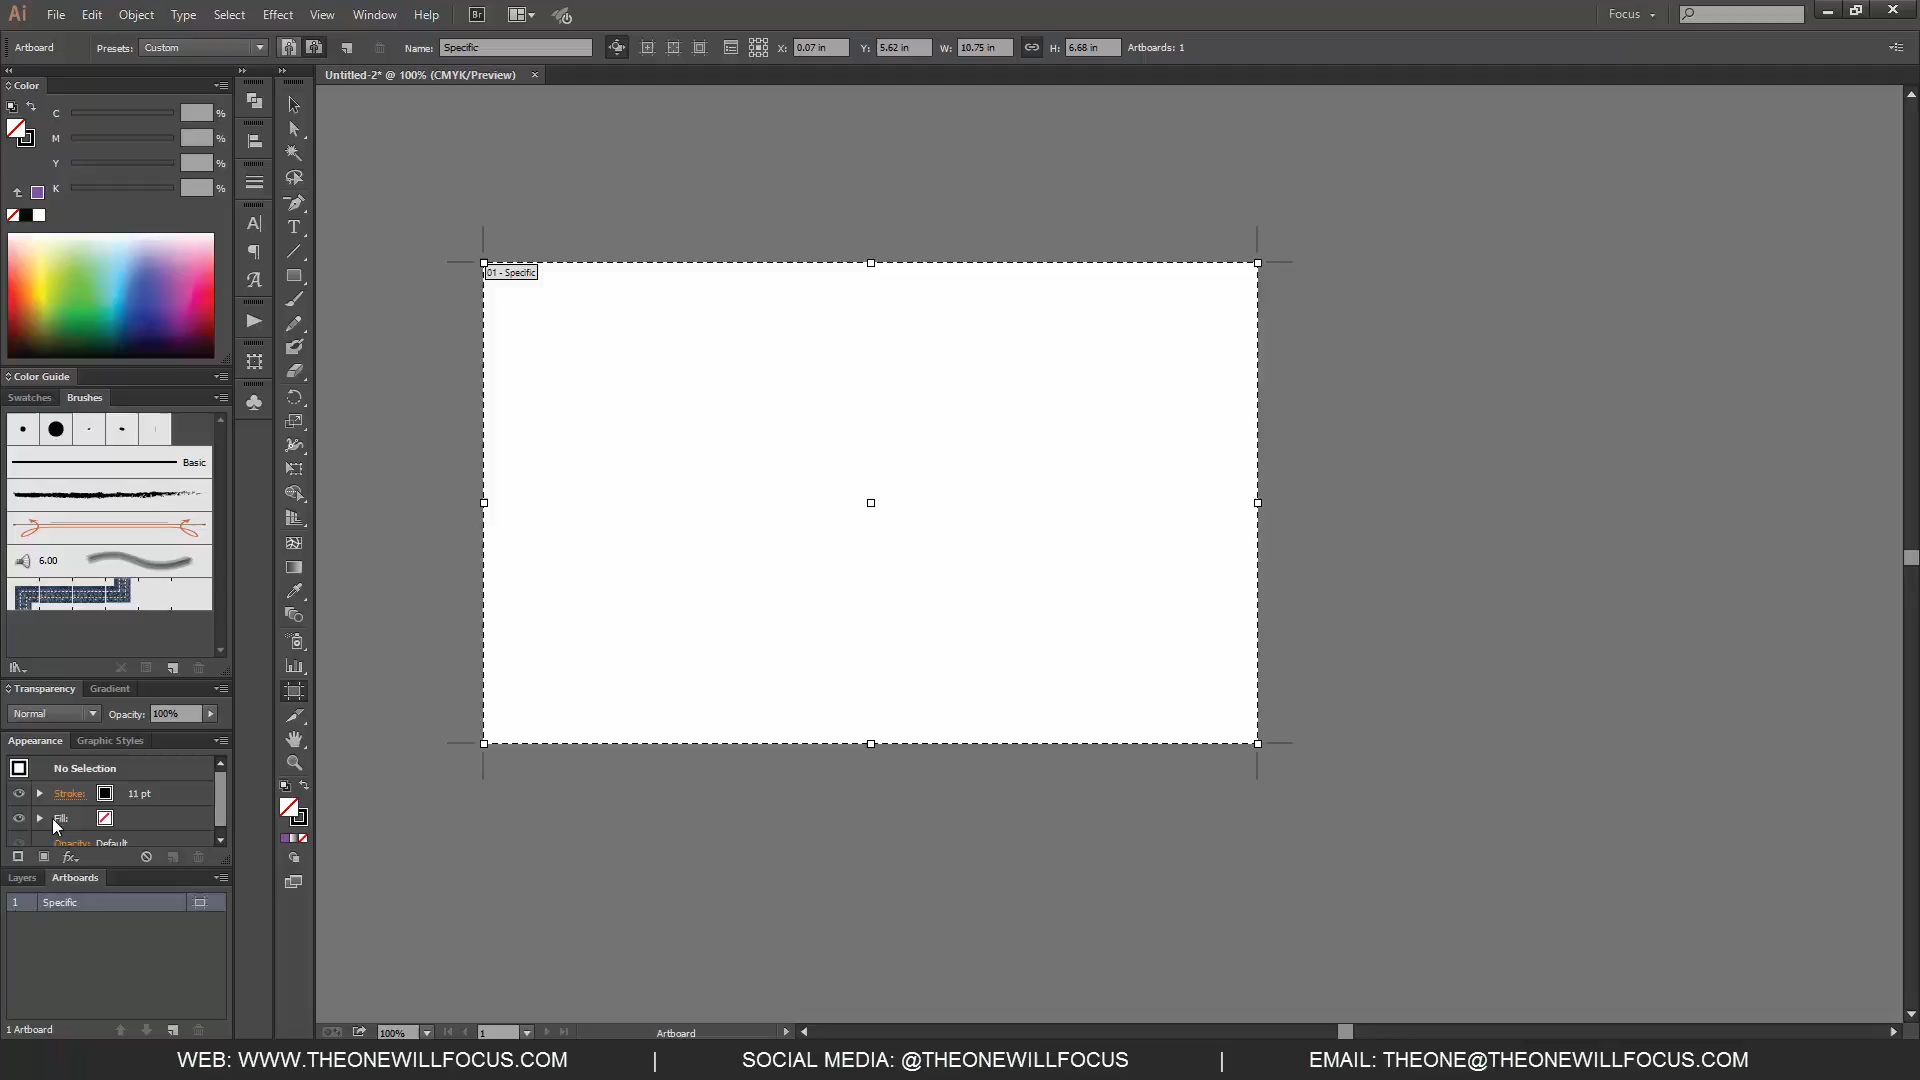 Ai File Edit Object Type Select Effect View Window Help Br Focus
Artboard Presets: Custom Name: Specific X: 0.07 in Y: 5.62 in W: 10.75 in H: 6.68 in Artboards: 1
Untitled-2* @ 100% (CMYK/Preview)
Color
C %
M %
Y %
K %
01 - Specific
Color Guide
Swatches Brushes
Basic
6.00
Transparency Gradient
Normal Opacity: 100%
Appearance Graphic Styles
No Selection
Stroke: 11 pt
Fill:
Opacity: Default
fx
Layers Artboards
1 Specific
1 Artboard
100% 1 Artboard
WEB: WWW.THEONEWILLFOCUS.COM | SOCIAL MEDIA: @THEONEWILLFOCUS | EMAIL: THEONE@THEONEWILLFOCUS.COM